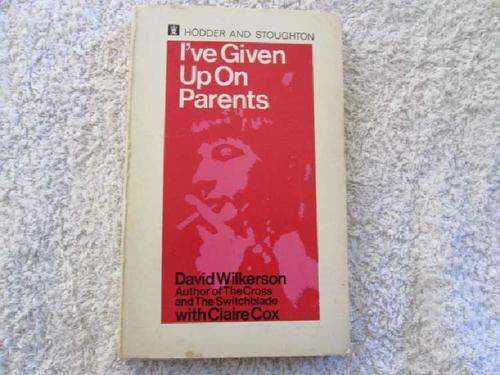 HODDER AND STOUGHTON
I've Given
Up On
Parents
David Wilkerson
Author of The Cross
and The Switchblade
with Claire Cox